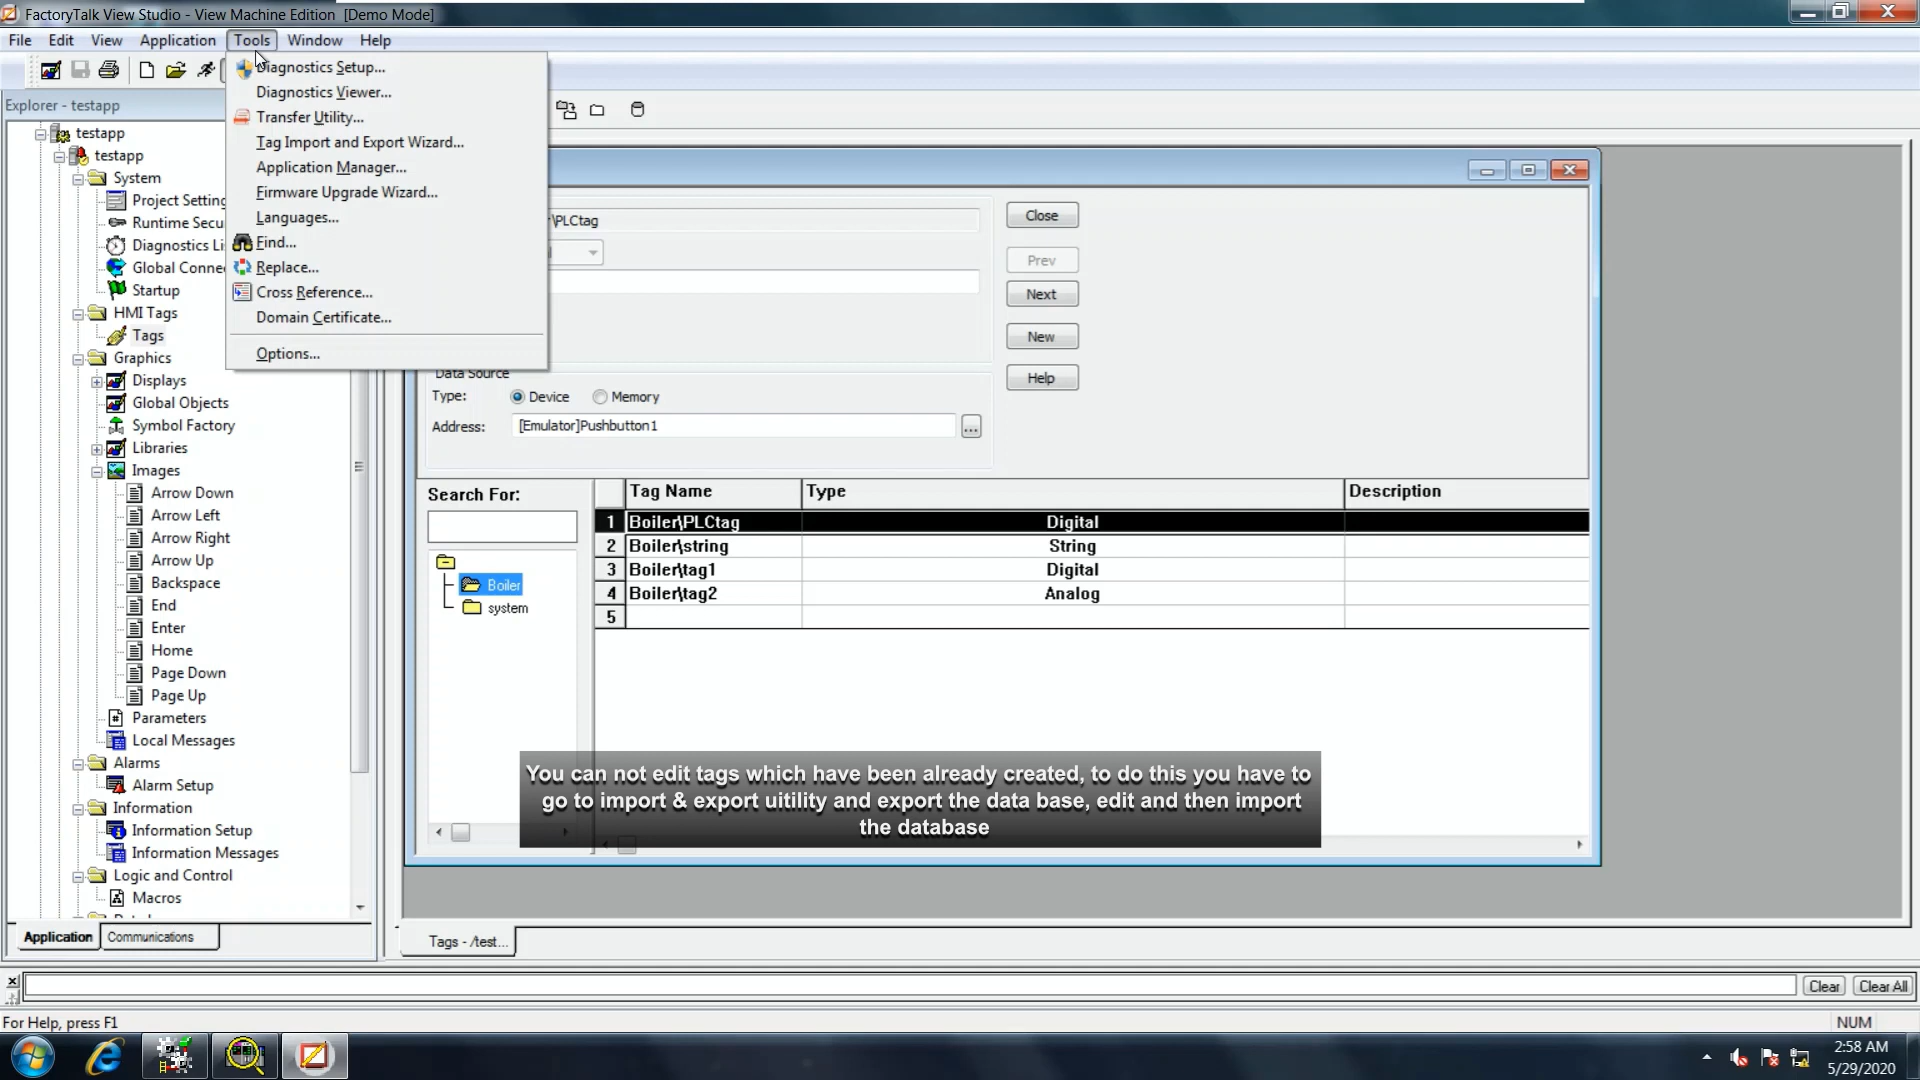 FactoryTalk View Studio - View Machine Edition [Demo Mode]
File Edit View Application Tools Window Help
Explorer - testapp
testapp
testapp
System
Project Setting
Runtime Secu
Diagnostics Li
Global Conne
Startup
HMI Tags
Tags
Graphics
Displays
Global Objects
Symbol Factory
Libraries
Images
Arrow Down
Arrow Left
Arrow Right
Arrow Up
Backspace
End
Enter
Home
Page Down
Page Up
Parameters
Local Messages
Alarms
Alarm Setup
Information
Information Setup
Information Messages
Logic and Control
Macros
Application Communications
Diagnostics Setup...
Diagnostics Viewer...
Transfer Utility...
Tag Import and Export Wizard...
Application Manager...
Firmware Upgrade Wizard...
Languages...
Find...
Replace...
Cross Reference...
Domain Certificate...
Options...
\PLCtag
Close
Prev
Next
New
Help
Data Source
Type: Device Memory
Address: [Emulator]Pushbutton1 ...
Search For:
Boiler
system
Tag Name Type Description
1 Boiler\PLCtag Digital
2 Boiler\string String
3 Boiler\tag1 Digital
4 Boiler\tag2 Analog
5
You can not edit tags which have been already created, to do this you have to
go to import & export uitility and export the data base, edit and then import
the database
Tags - /test...
Clear Clear All
For Help, press F1
NUM
2:58 AM
5/29/2020